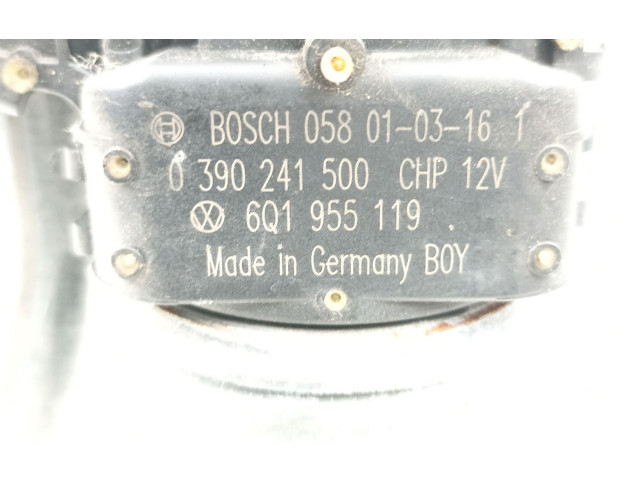 BOSCH 058 01-03-16 1
0 390 241 500 CHP 12V
6Q1 955 119 .
Made in Germany BOY